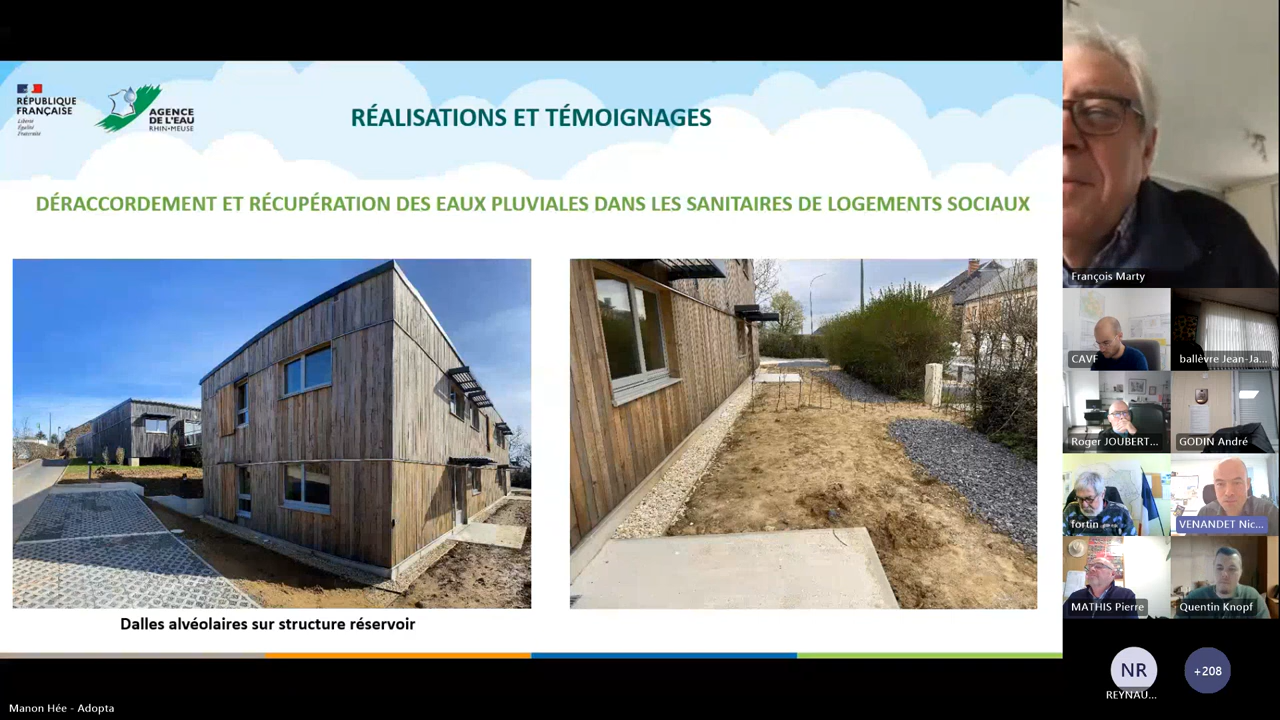 RÉPUBLIQUE
FRANÇAISE
Liberté
Égalité
Fraternité
AGENCE
DE L'EAU
RHIN•MEUSE
RÉALISATIONS ET TÉMOIGNAGES
DÉRACCORDEMENT ET RÉCUPÉRATION DES EAUX PLUVIALES DANS LES SANITAIRES DE LOGEMENTS SOCIAUX
Dalles alvéolaires sur structure réservoir
François Marty
CAVF
ballèvre Jean-Ja...
Roger JOUBERT...
GODIN André
fortin
VENANDET Nic...
MATHIS Pierre
Quentin Knopf
NR
REYNAU...
+208
Manon Hée - Adopta